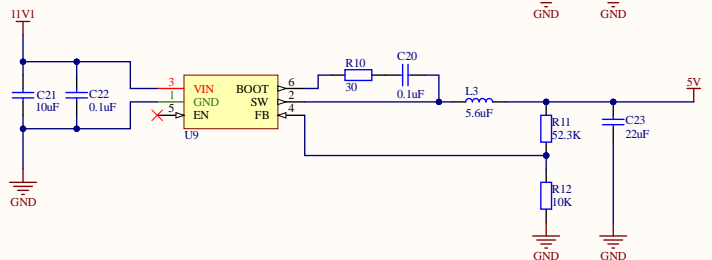 11V1
GND
GND
R10
30
C20
0.1uF
5V
C21
10uF
C22
0.1uF
3
1
5
VIN
GND
EN
BOOT
SW
FB
6
2
4
U9
L3
5.6uF
R11
52.3K
C23
22uF
R12
10K
GND
GND
GND